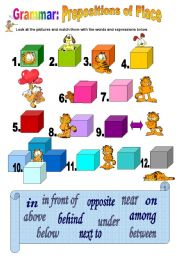 Grammar: Prepositions of Place
Look at the pictures and match them with the words and expressions below.
1. 2. 3. 4.
5. 6. 7. 8. 9.
10. 11. 12.
in in front of opposite near on
above behind under among
below next to between